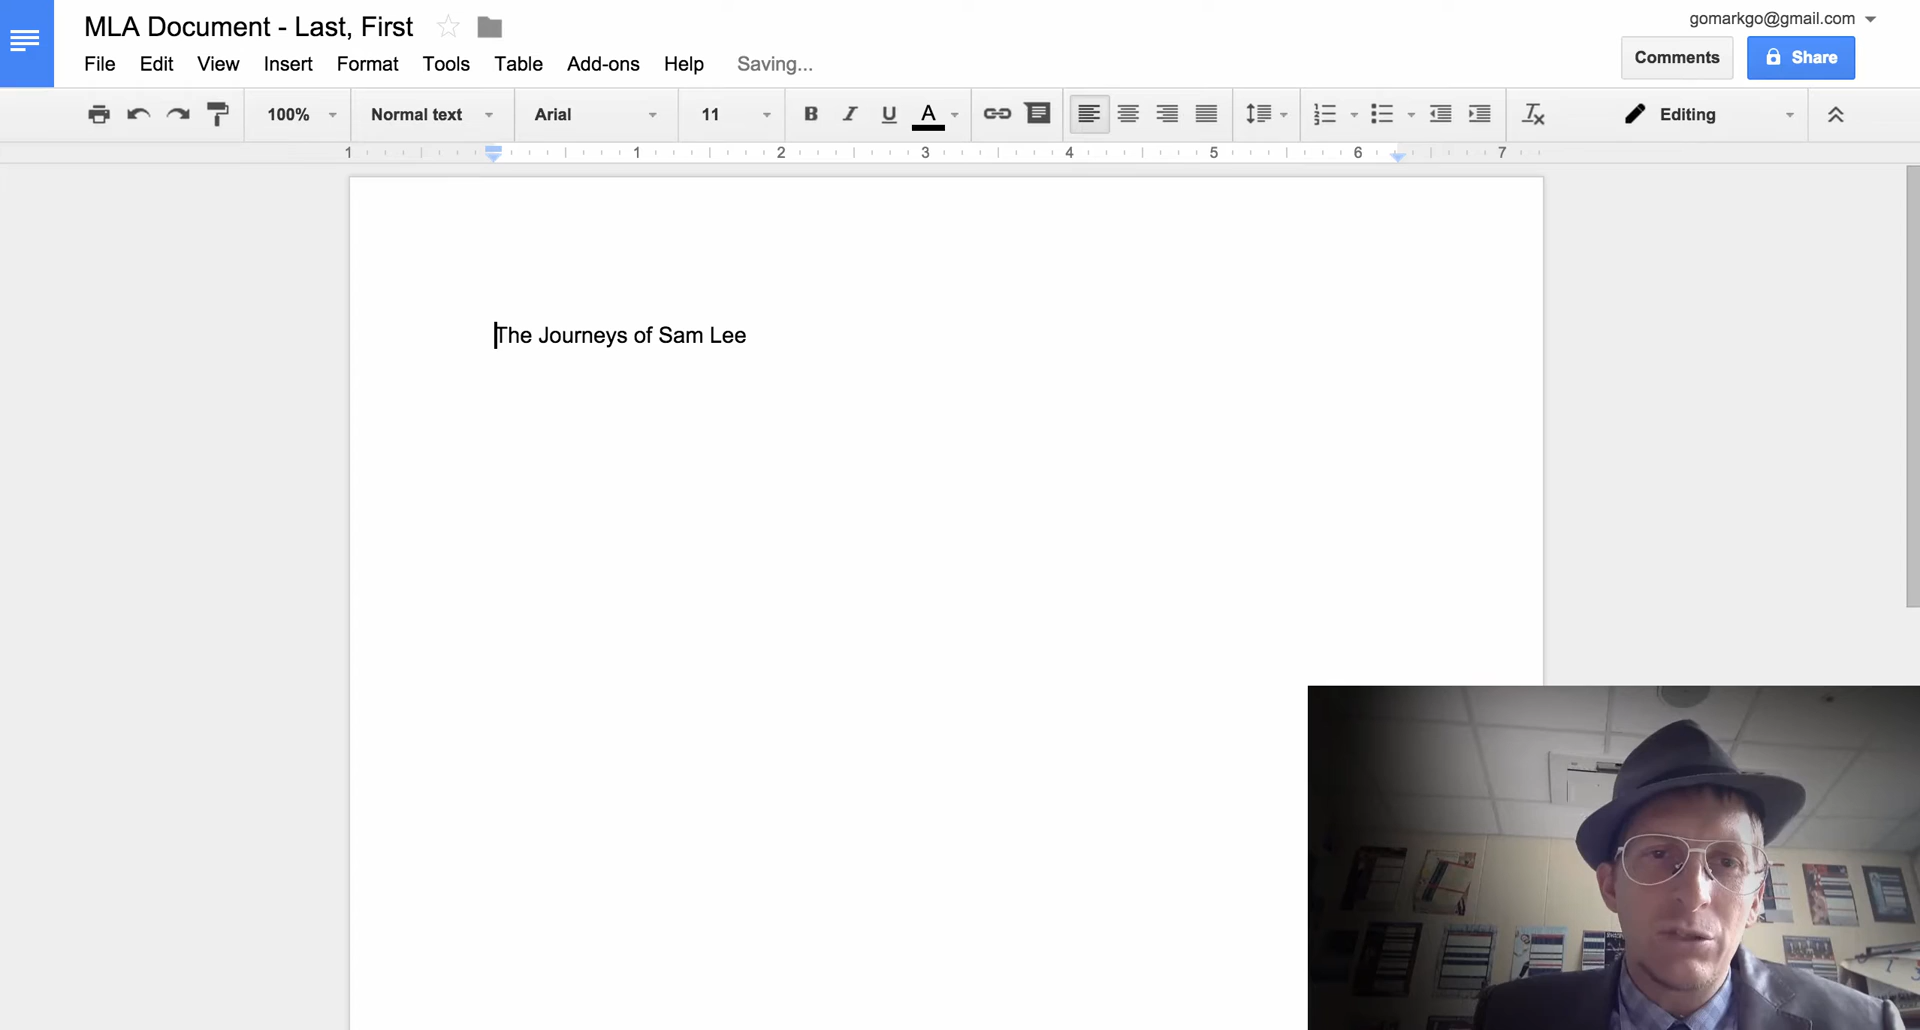 MLA Document - Last, First
gomarkgo@gmail.com
File Edit View Insert Format Tools Table Add-ons Help Saving...
Comments Share
100% Normal text Arial 11 B I U A Editing
1 1 2 3 4 5 6 7
The Journeys of Sam Lee